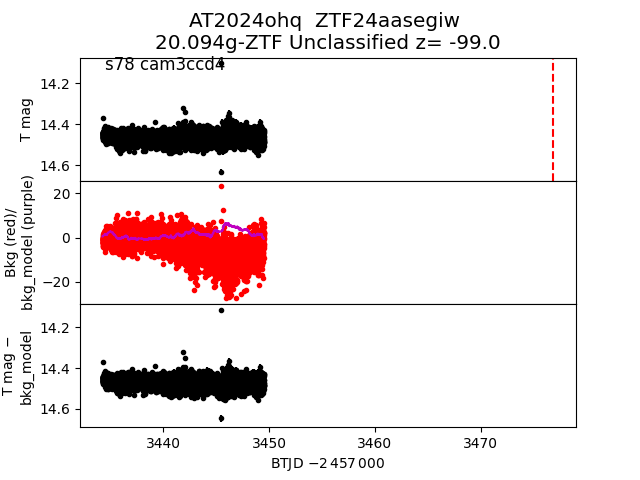 AT2024ohq ZTF24aasegiw
20.094g-ZTF Unclassified z= -99.0
s78 cam3ccd4
14.2
14.4
14.6
T mag
20
0
−20
Bkg (red)/
bkg_model (purple)
14.2
14.4
14.6
T mag −
bkg_model
3440 3450 3460 3470
BTJD −2 457 000